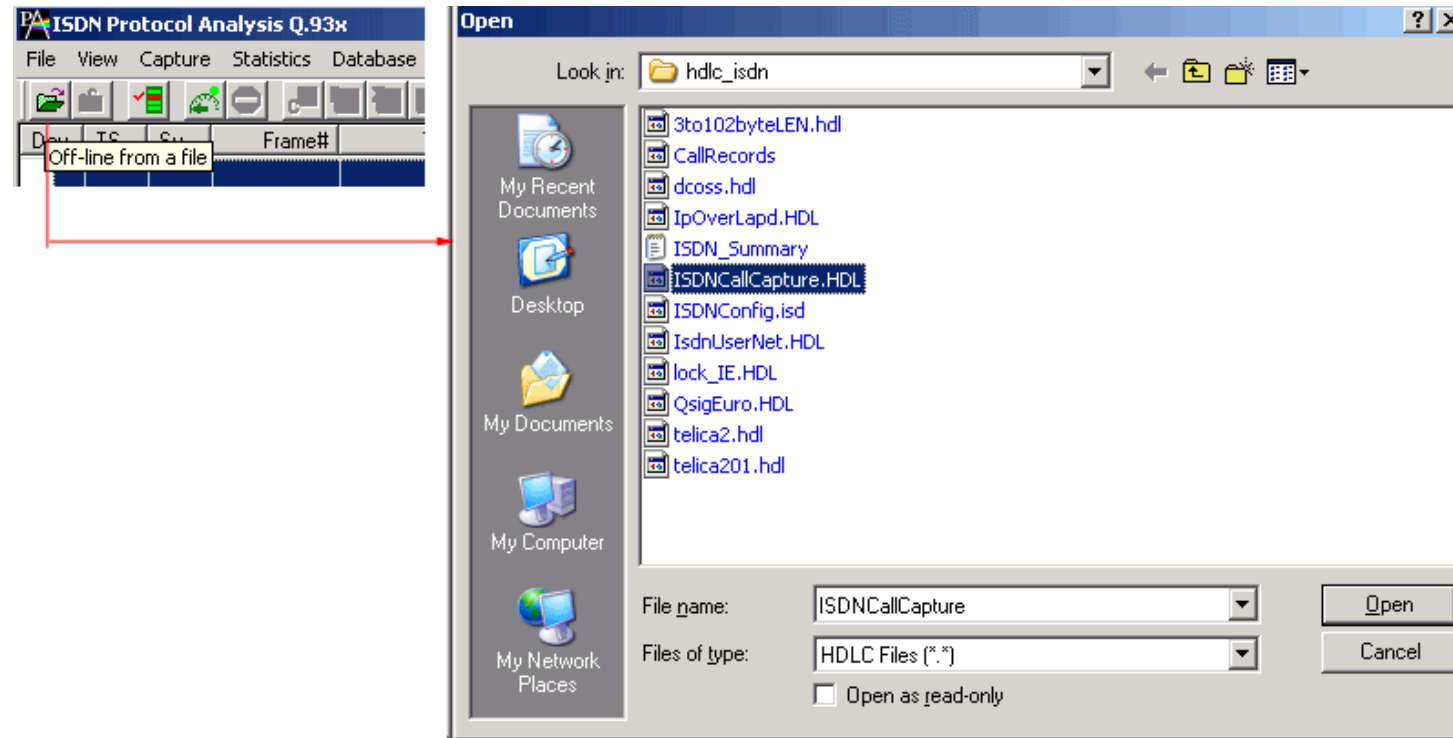 PA ISDN Protocol Analysis Q.93x
File View Capture Statistics Database
Dev TS Su Frame#
Off-line from a file
Open
Look in: hdlc_isdn
3to102byteLEN.hdl
CallRecords
dcoss.hdl
IpOverLapd.HDL
ISDN_Summary
ISDNCallCapture.HDL
ISDNConfig.isd
IsdnUserNet.HDL
lock_IE.HDL
QsigEuro.HDL
telica2.hdl
telica201.hdl
My Recent
Documents
Desktop
My Documents
My Computer
My Network
Places
File name: ISDNCallCapture Open
Files of type: HDLC Files (*.*) Cancel
Open as read-only